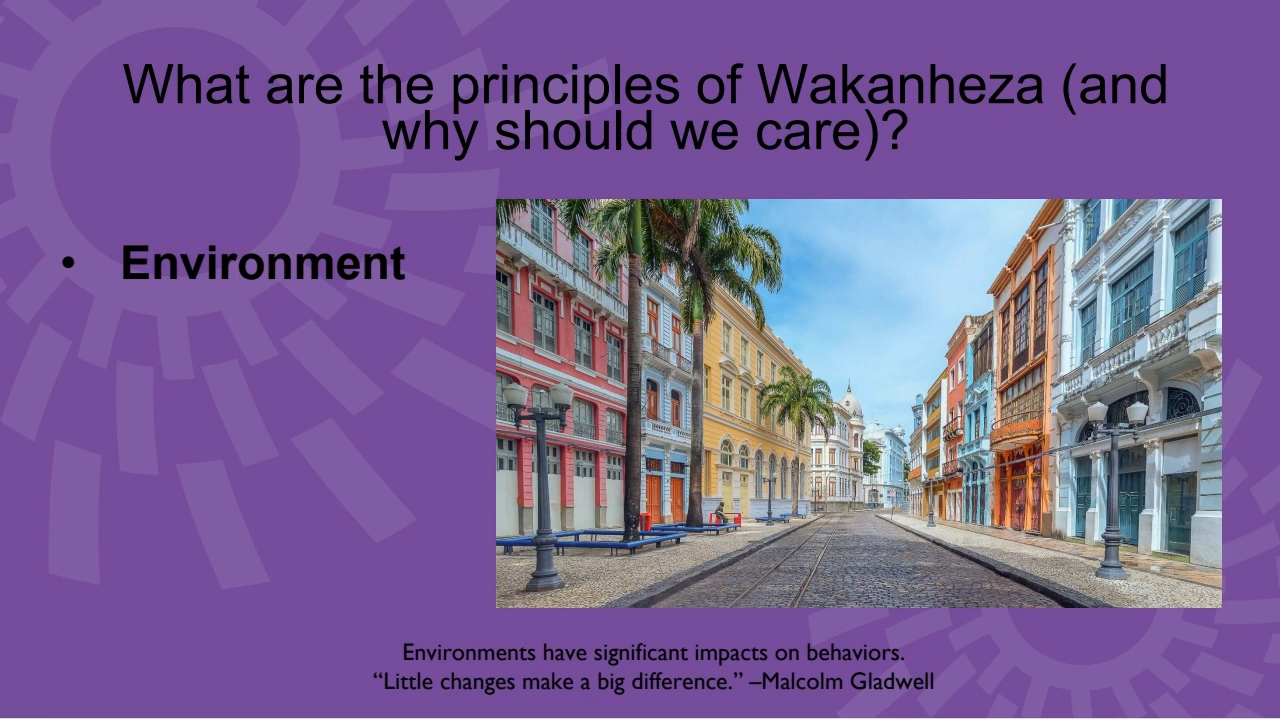 What are the principles of Wakanheza (and
why should we care)?
• Environment
Environments have significant impacts on behaviors.
“Little changes make a big difference.” –Malcolm Gladwell